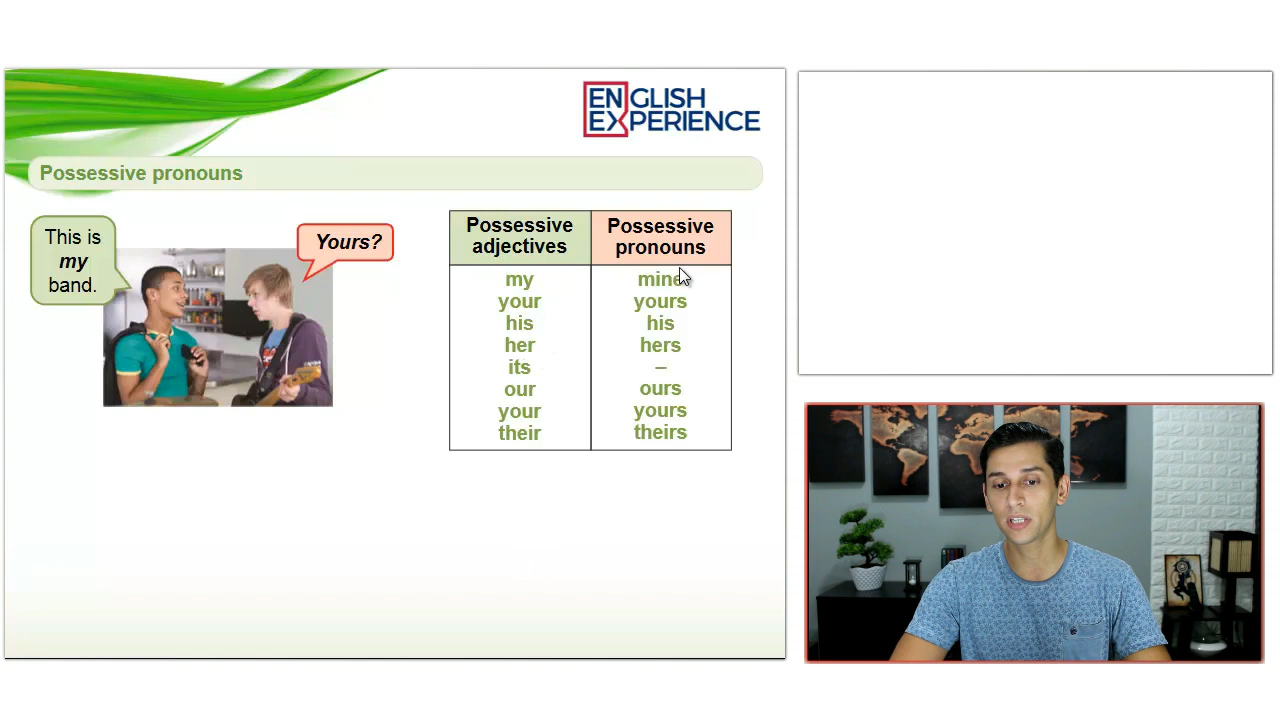 ENGLISH
EXPERIENCE
Possessive pronouns
This is
my
band.
Yours?
Possessive
adjectives
Possessive
pronouns
my
mine
your
yours
his
his
her
hers
its
–
our
ours
your
yours
their
theirs